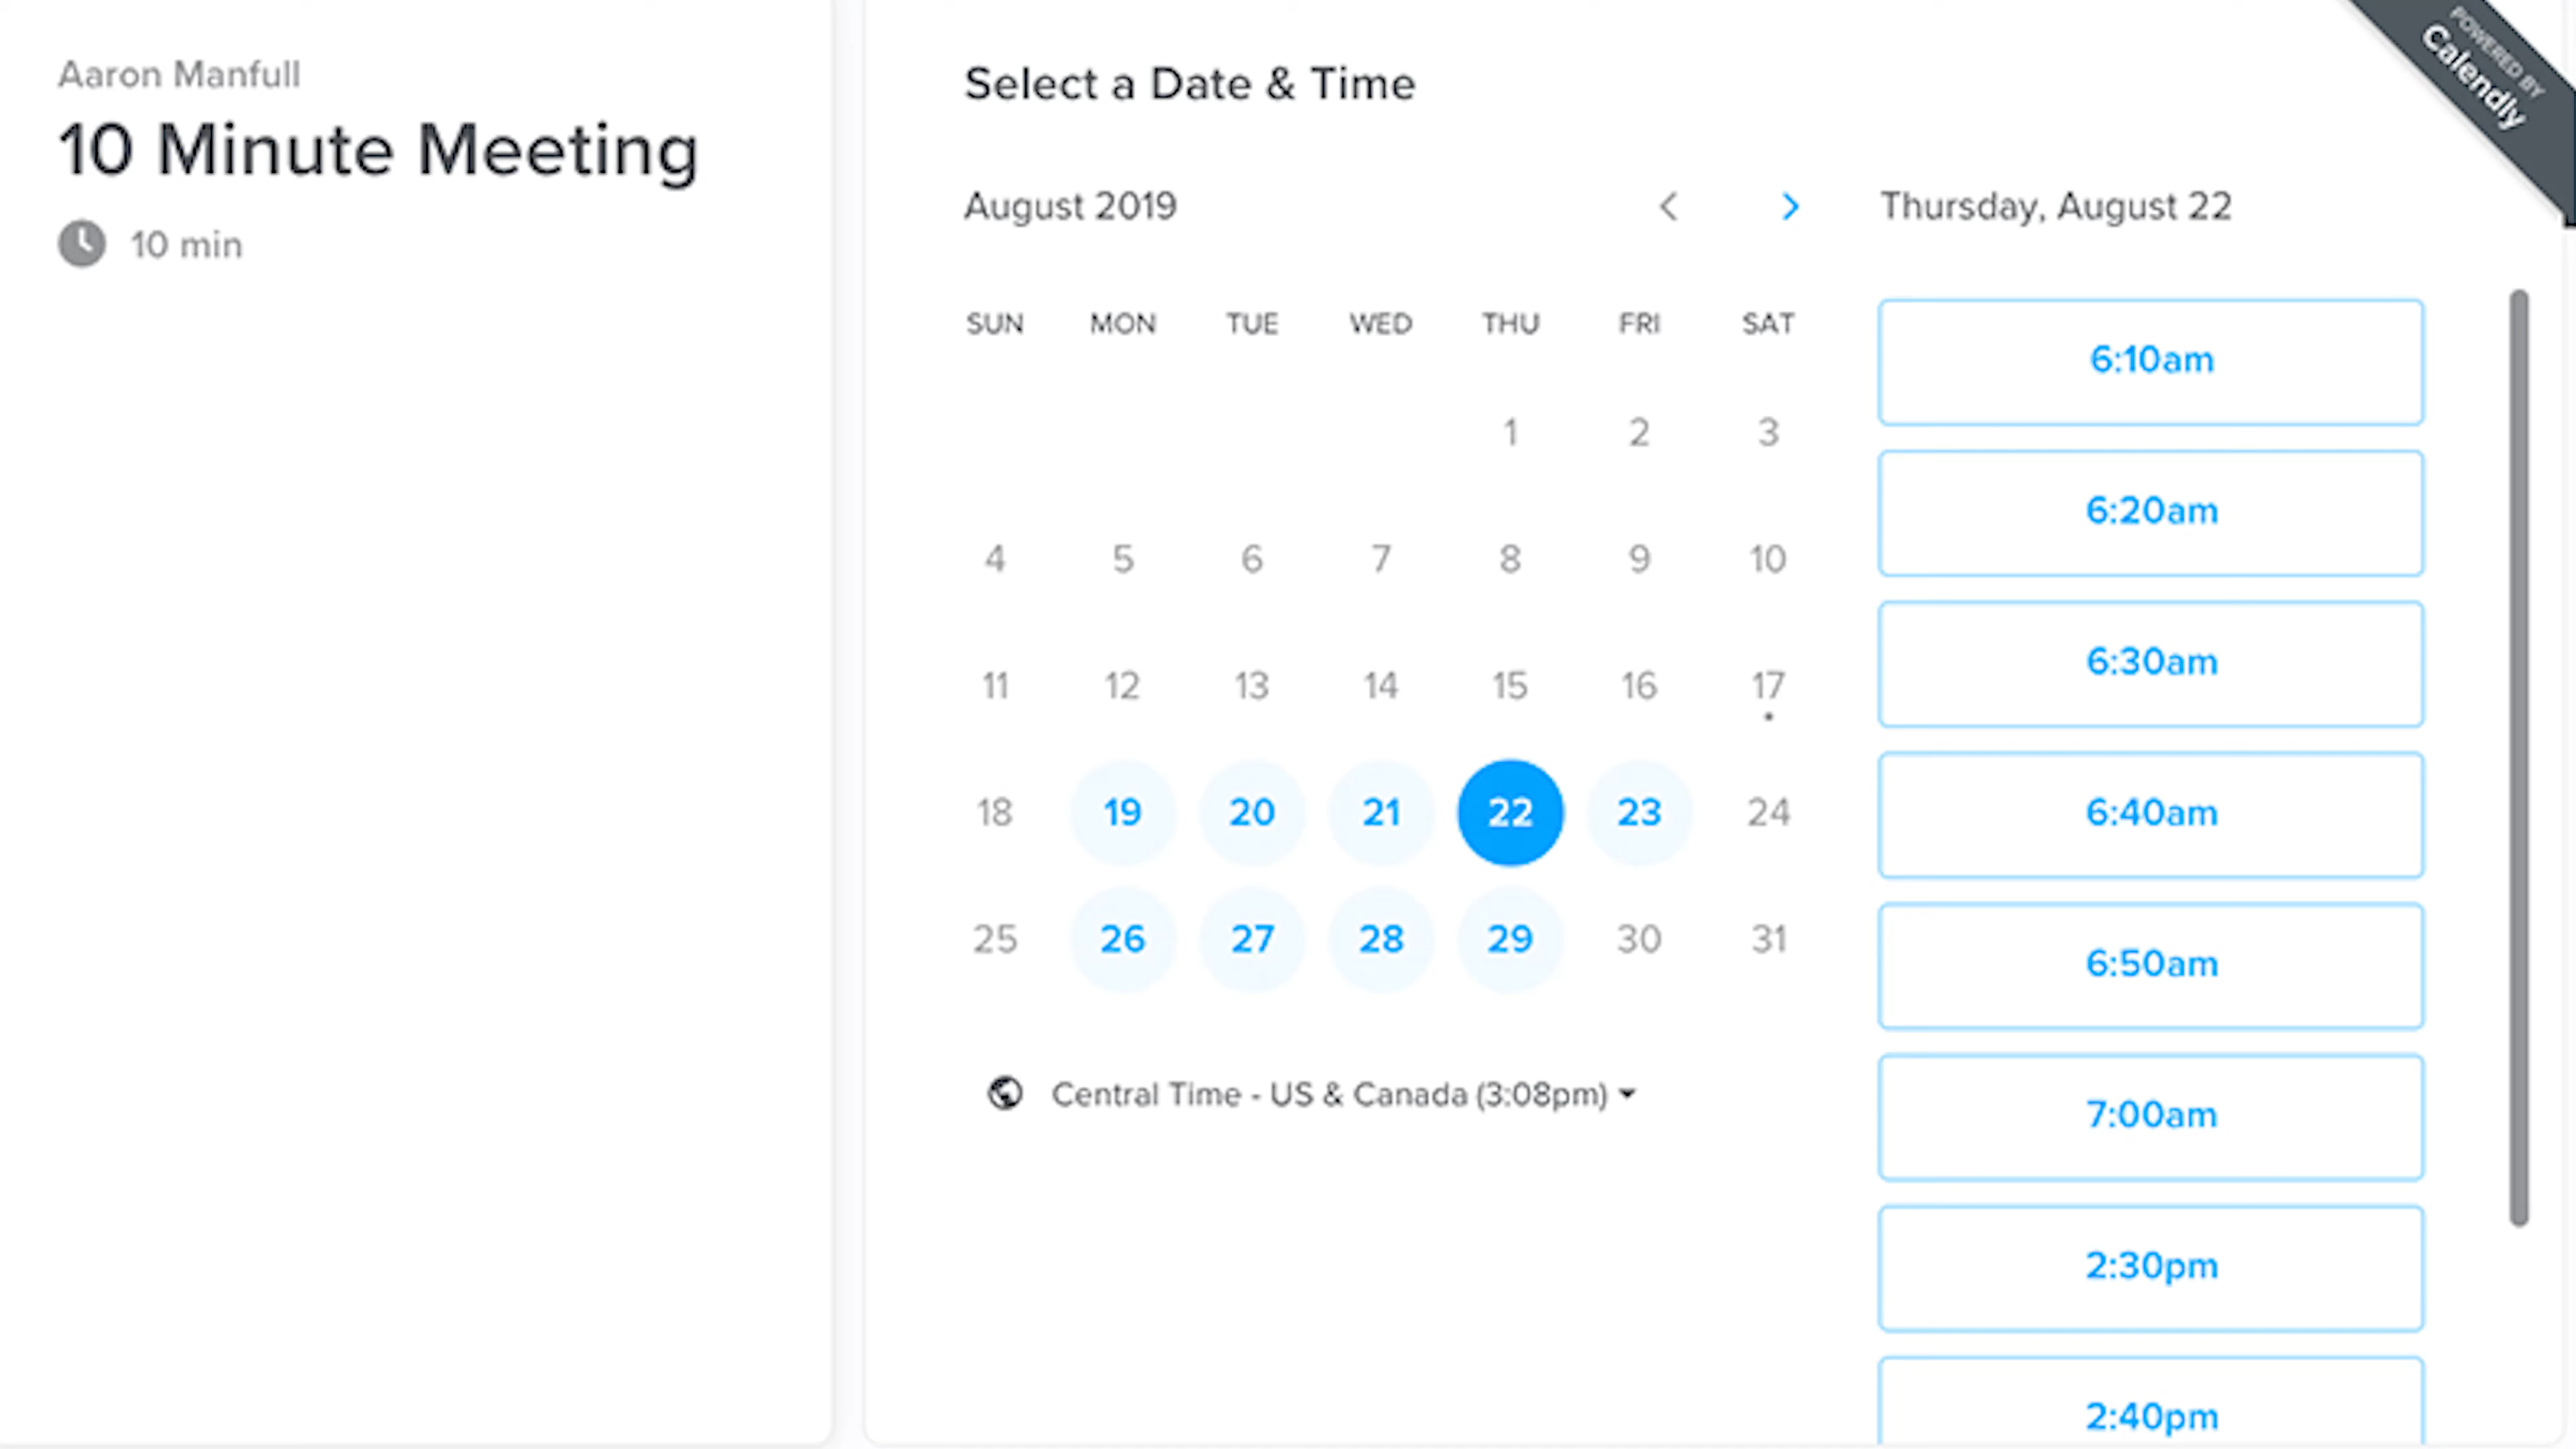 Aaron Manfull
10 Minute Meeting
10 min
Select a Date & Time
POWERED BY
Calendly
August 2019
SUN MON TUE WED THU FRI SAT
1 2 3
4 5 6 7 8 9 10
11 12 13 14 15 16 17
18 19 20 21 22 23 24
25 26 27 28 29 30 31
Central Time - US & Canada (3:08pm)
Thursday, August 22
6:10am
6:20am
6:30am
6:40am
6:50am
7:00am
2:30pm
2:40pm